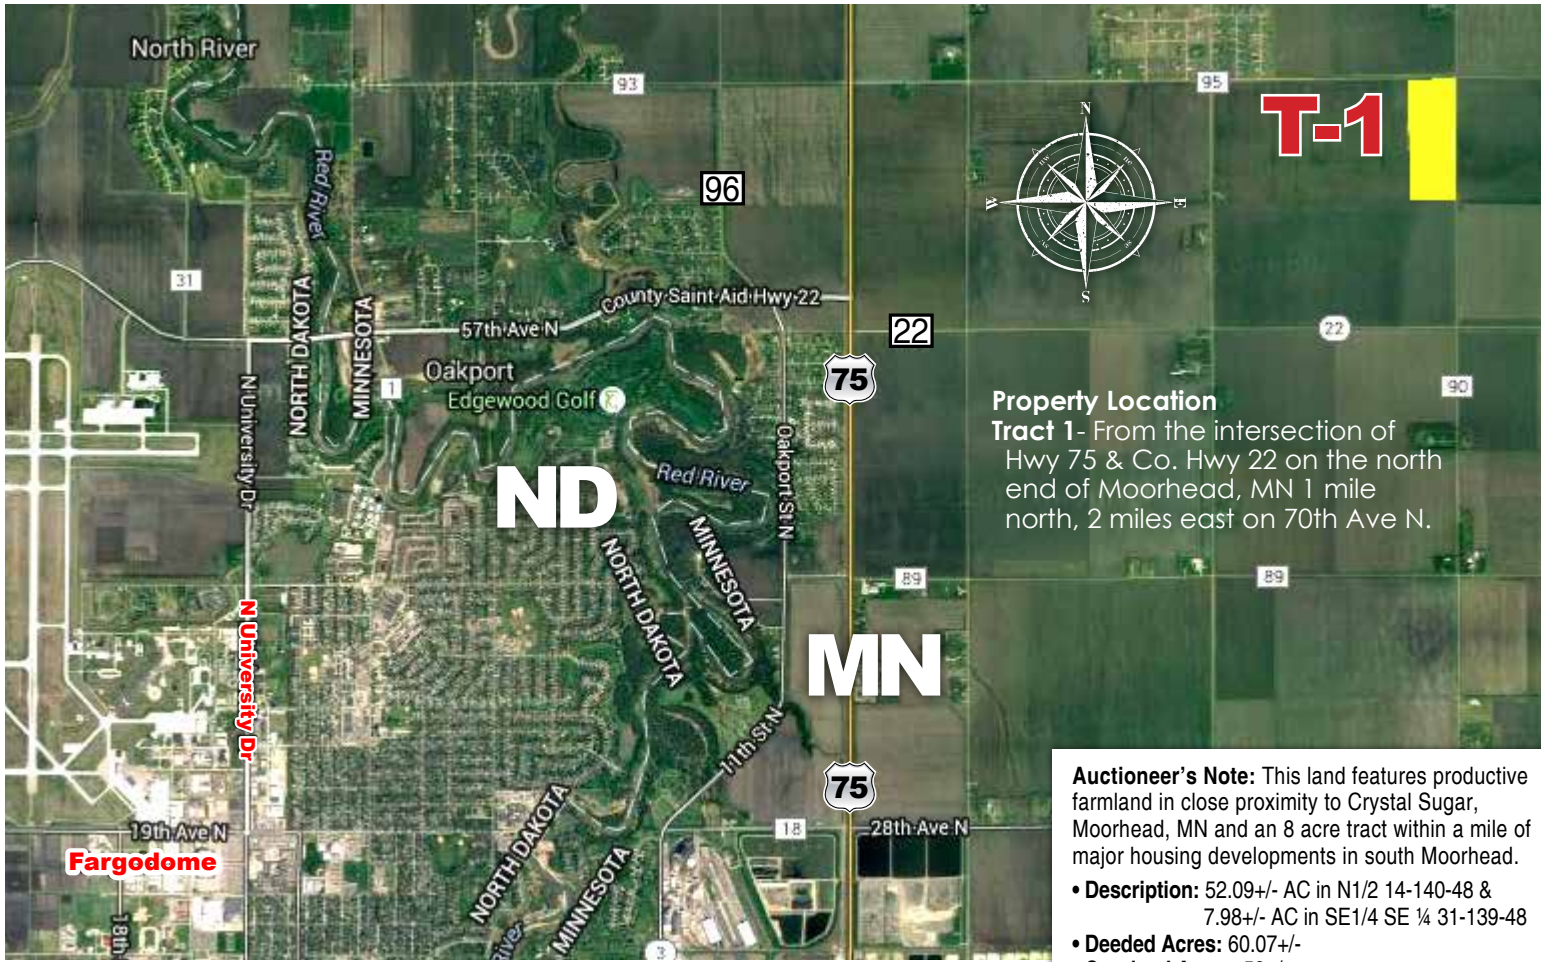 North River
93
95
T-1
N
NW
NE
W
E
SW
SE
S
96
Red River
31
NORTH DAKOTA
MINNESOTA
County Saint Aid Hwy 22
57th Ave N
22
22
Oakport
1
75
90
Edgewood Golf
N University Dr
Property Location
Tract 1- From the intersection of
Hwy 75 & Co. Hwy 22 on the north
end of Moorhead, MN 1 mile
north, 2 miles east on 70th Ave N.
Oakport St N
ND
Red River
MINNESOTA
NORTH DAKOTA
89
89
N University Dr
MN
11th St N
75
18
28th Ave N
19th Ave N
Fargodome
NORTH DAKOTA
MINNESOTA
18th
River
3
Auctioneer's Note: This land features productive
farmland in close proximity to Crystal Sugar,
Moorhead, MN and an 8 acre tract within a mile of
major housing developments in south Moorhead.
• Description: 52.09+/- AC in N1/2 14-140-48 &
7.98+/- AC in SE1/4 SE ¼ 31-139-48
• Deeded Acres: 60.07+/-